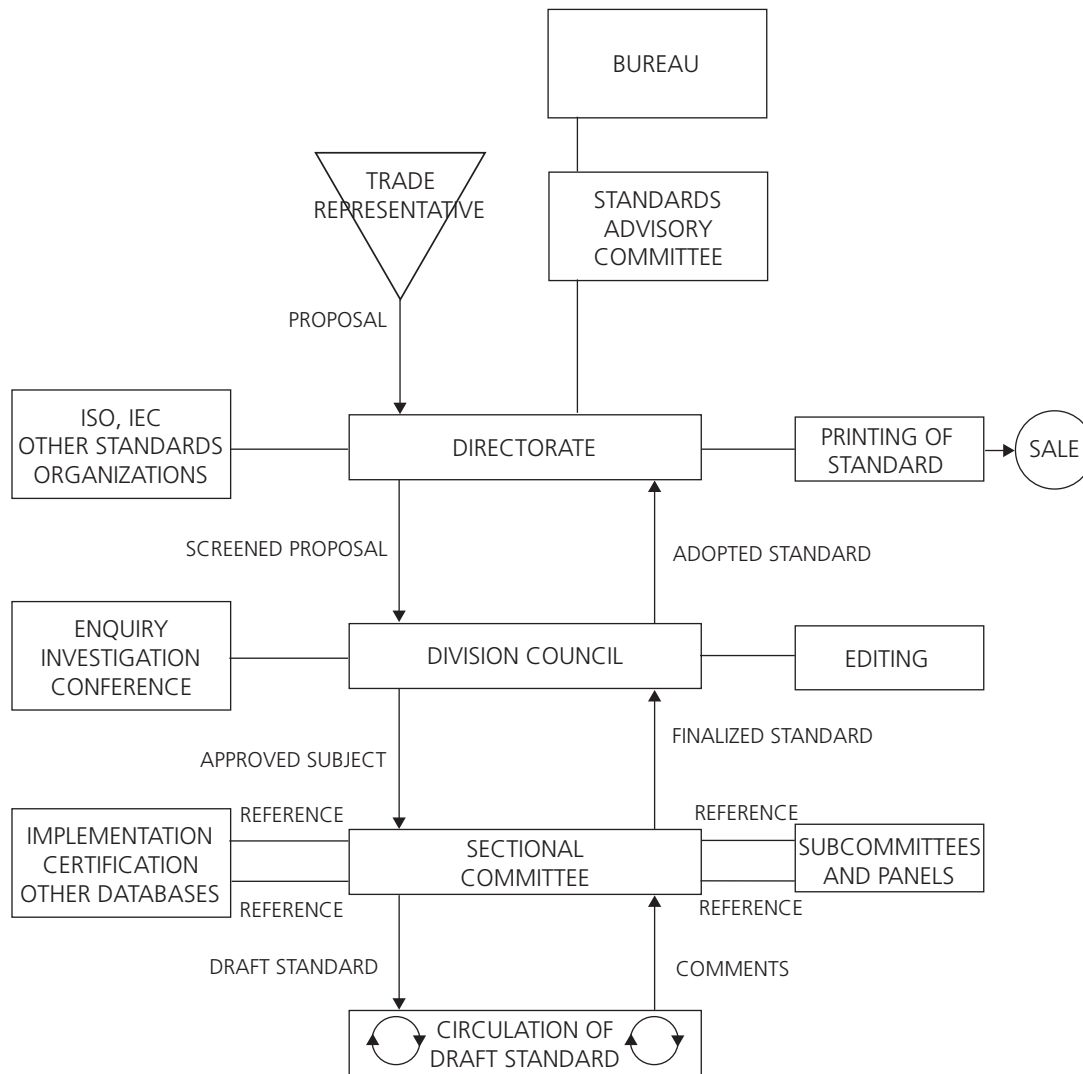 BUREAU
TRADE
REPRESENTATIVE
STANDARDS
ADVISORY
COMMITTEE
PROPOSAL
ISO, IEC
OTHER STANDARDS
ORGANIZATIONS
DIRECTORATE
PRINTING OF
STANDARD
SALE
SCREENED PROPOSAL
ADOPTED STANDARD
ENQUIRY
INVESTIGATION
CONFERENCE
DIVISION COUNCIL
EDITING
APPROVED SUBJECT
FINALIZED STANDARD
IMPLEMENTATION
CERTIFICATION
OTHER DATABASES
REFERENCE
REFERENCE
SECTIONAL
COMMITTEE
REFERENCE
REFERENCE
SUBCOMMITTEES
AND PANELS
DRAFT STANDARD
COMMENTS
CIRCULATION OF
DRAFT STANDARD